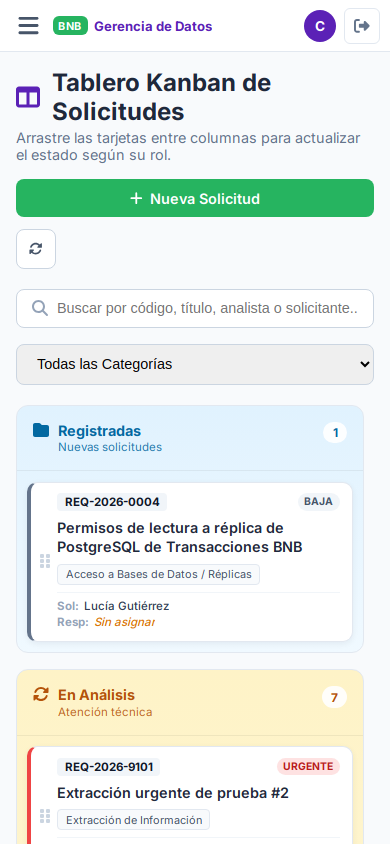 BNB Gerencia de Datos C
Tablero Kanban de
Solicitudes
Arrastre las tarjetas entre columnas para actualizar
el estado según su rol.
+ Nueva Solicitud
Buscar por código, título, analista o solicitante..
Todas las Categorías
Registradas 1
Nuevas solicitudes
REQ-2026-0004 BAJA
Permisos de lectura a réplica de
PostgreSQL de Transacciones BNB
Acceso a Bases de Datos / Réplicas
Sol: Lucía Gutiérrez
Resp: Sin asignar
En Análisis 7
Atención técnica
REQ-2026-9101 URGENTE
Extracción urgente de prueba #2
Extracción de Información